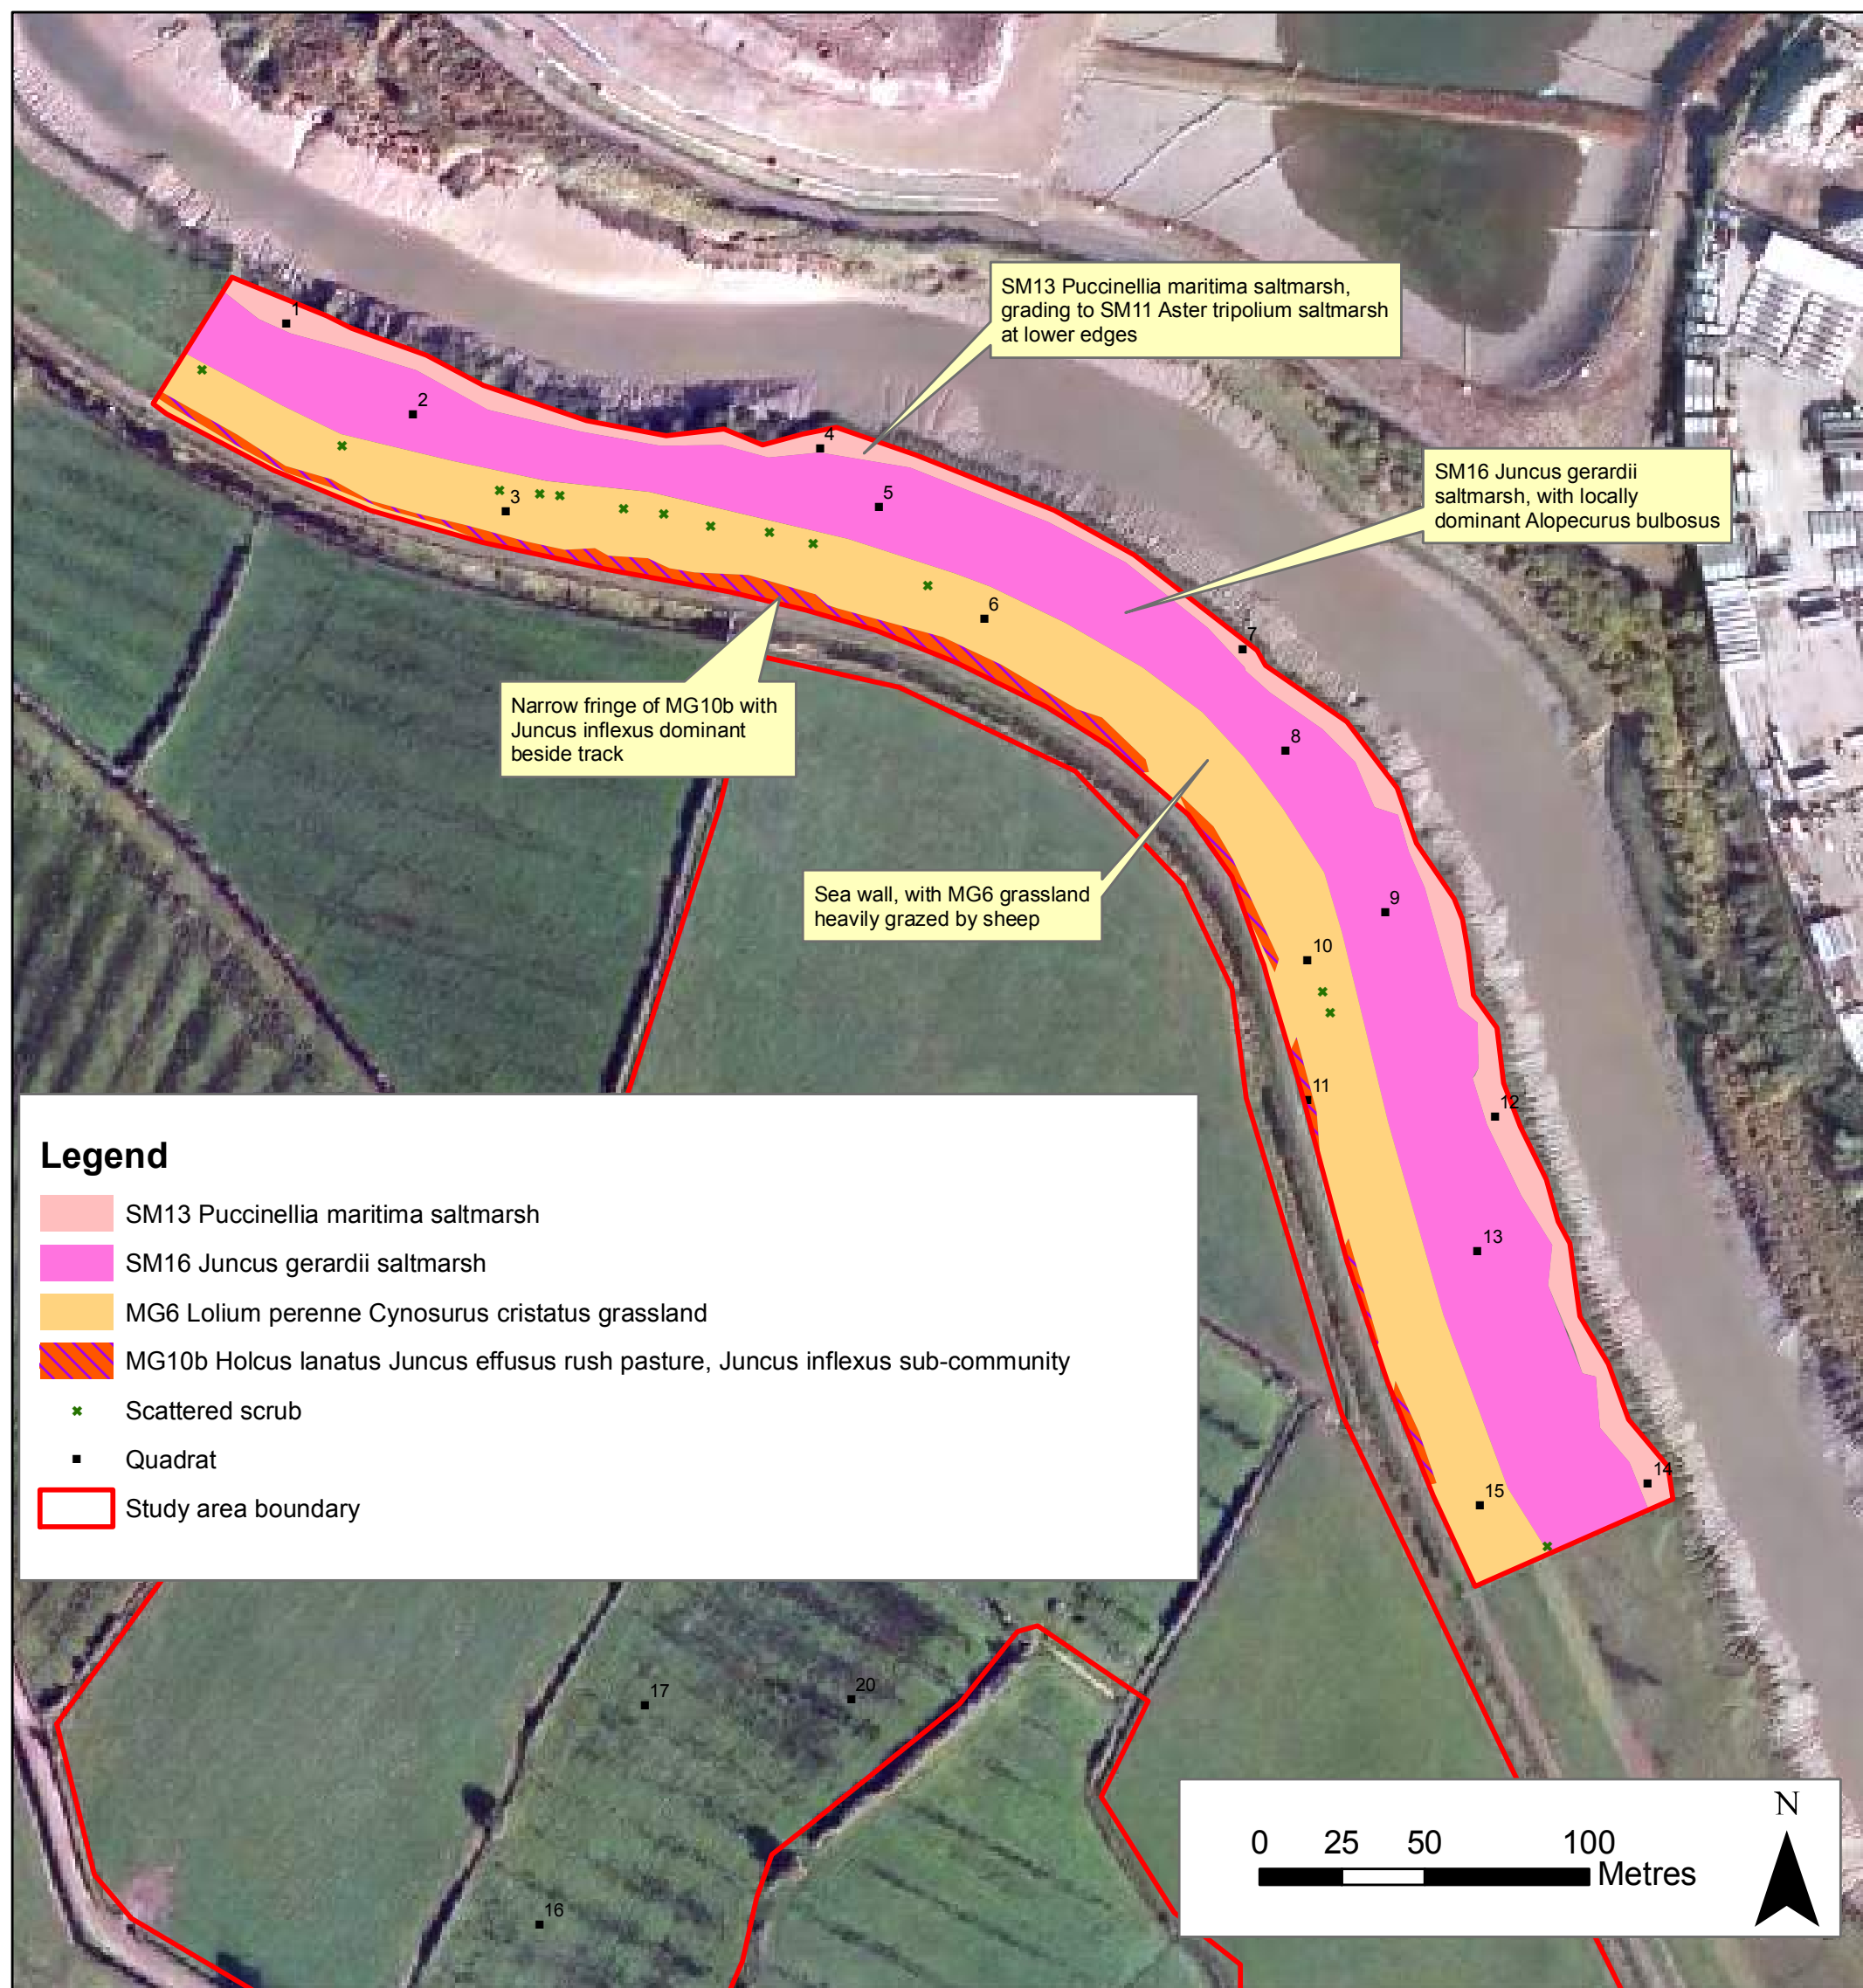 1
SM13 Puccinellia maritima saltmarsh,
grading to SM11 Aster tripolium saltmarsh
at lower edges
2
4
SM16 Juncus gerardii
saltmarsh, with locally
dominant Alopecurus bulbosus
3
5
6
7
Narrow fringe of MG10b with
Juncus inflexus dominant
beside track
8
Sea wall, with MG6 grassland
heavily grazed by sheep
9
10
11
12
Legend
SM13 Puccinellia maritima saltmarsh
SM16 Juncus gerardii saltmarsh
MG6 Lolium perenne Cynosurus cristatus grassland
MG10b Holcus lanatus Juncus effusus rush pasture, Juncus inflexus sub-community
Scattered scrub
Quadrat
Study area boundary
13
14
15
17
20
16
N
0 25 50 100
Metres